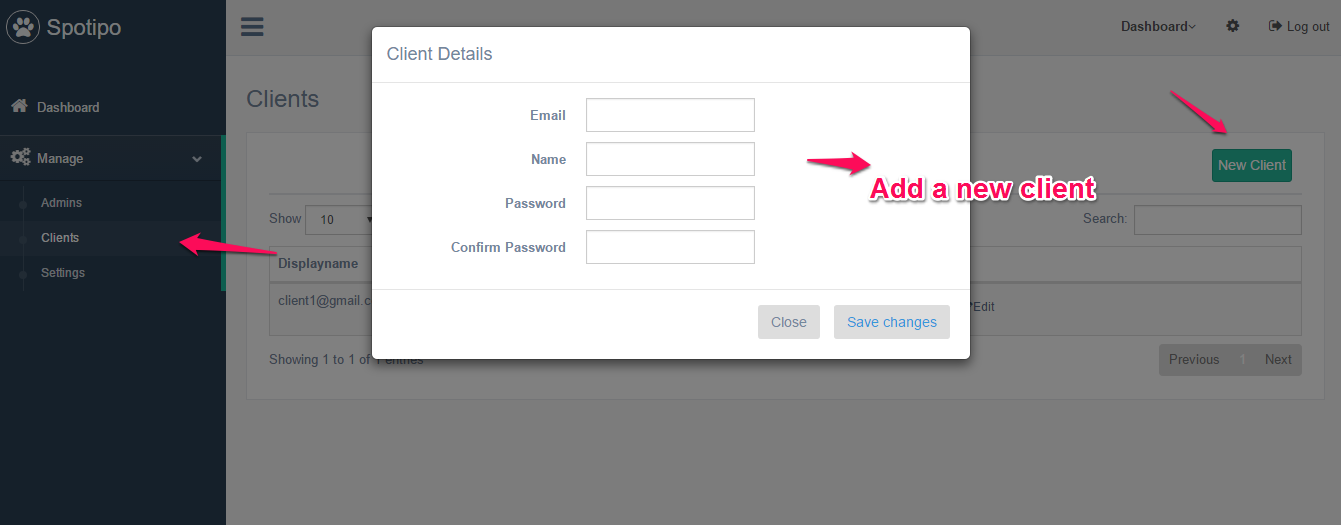 Spotipo
Dashboard
Log out
Client Details
Dashboard
Clients
Email
Manage
Name
New Client
Add a new client
Admins
Password
Show 10
Search:
Clients
Confirm Password
Displayname
Settings
client1@gmail.c
Edit
Close
Save changes
Showing 1 to 1 of 1 entries
Previous 1 Next